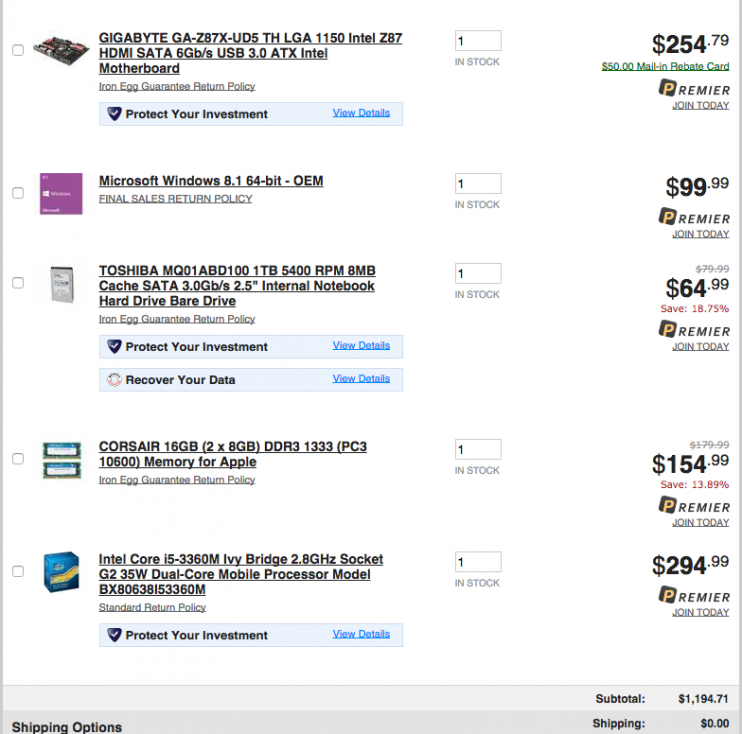 GIGABYTE GA-Z87X-UD5 TH LGA 1150 Intel Z87
HDMI SATA 6Gb/s USB 3.0 ATX Intel
Motherboard
Iron Egg Guarantee Return Policy
Protect Your Investment View Details
1
IN STOCK
$254.79
$50.00 Mail-in Rebate Card
PREMIER
JOIN TODAY
Windows
Microsoft
Microsoft Windows 8.1 64-bit - OEM
FINAL SALES RETURN POLICY
1
IN STOCK
$99.99
PREMIER
JOIN TODAY
TOSHIBA MQ01ABD100 1TB 5400 RPM 8MB
Cache SATA 3.0Gb/s 2.5" Internal Notebook
Hard Drive Bare Drive
Iron Egg Guarantee Return Policy
Protect Your Investment View Details
Recover Your Data View Details
1
IN STOCK
$79.99
$64.99
Save: 18.75%
PREMIER
JOIN TODAY
CORSAIR 16GB (2 x 8GB) DDR3 1333 (PC3
10600) Memory for Apple
Iron Egg Guarantee Return Policy
1
IN STOCK
$179.99
$154.99
Save: 13.89%
PREMIER
JOIN TODAY
Intel Core i5-3360M Ivy Bridge 2.8GHz Socket
G2 35W Dual-Core Mobile Processor Model
BX80638I53360M
Standard Return Policy
Protect Your Investment View Details
1
IN STOCK
$294.99
PREMIER
JOIN TODAY
Subtotal: $1,194.71
Shipping Options
Shipping: $0.00